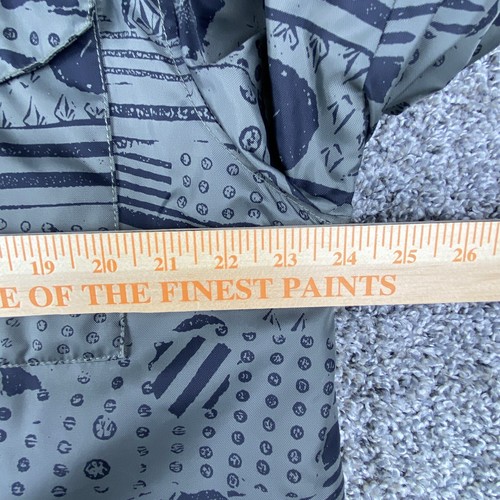 19 20 21 22 23 24 25 26
E OF THE FINEST PAINTS